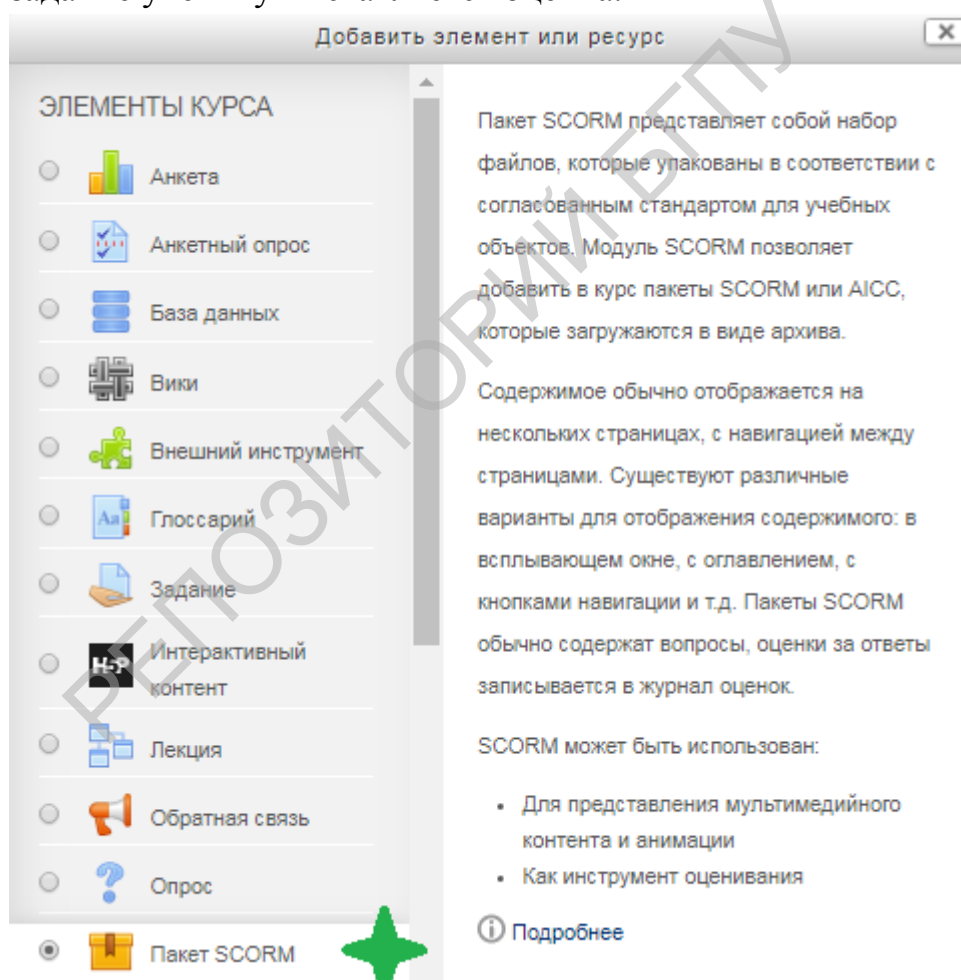 Добавить элемент или ресурс
ЭЛЕМЕНТЫ КУРСА
Анкета
Анкетный опрос
База данных
Вики
Внешний инструмент
Глоссарий
Задание
H-P
Интерактивный
контент
Лекция
Обратная связь
Опрос
Пакет SCORM
Пакет SCORM представляет собой набор
файлов, которые упакованы в соответствии с
согласованным стандартом для учебных
объектов. Модуль SCORM позволяет
добавить в курс пакеты SCORM или AICC,
которые загружаются в виде архива.
Содержимое обычно отображается на
нескольких страницах, с навигацией между
страницами. Существуют различные
варианты для отображения содержимого: в
всплывающем окне, с оглавлением, с
кнопками навигации и т.д. Пакеты SCORM
обычно содержат вопросы, оценки за ответы
записывается в журнал оценок.
SCORM может быть использован:
• Для представления мультимедийного
контента и анимации
• Как инструмент оценивания
Подробнее
РЕПОЗИТОРИЙ БГПУ